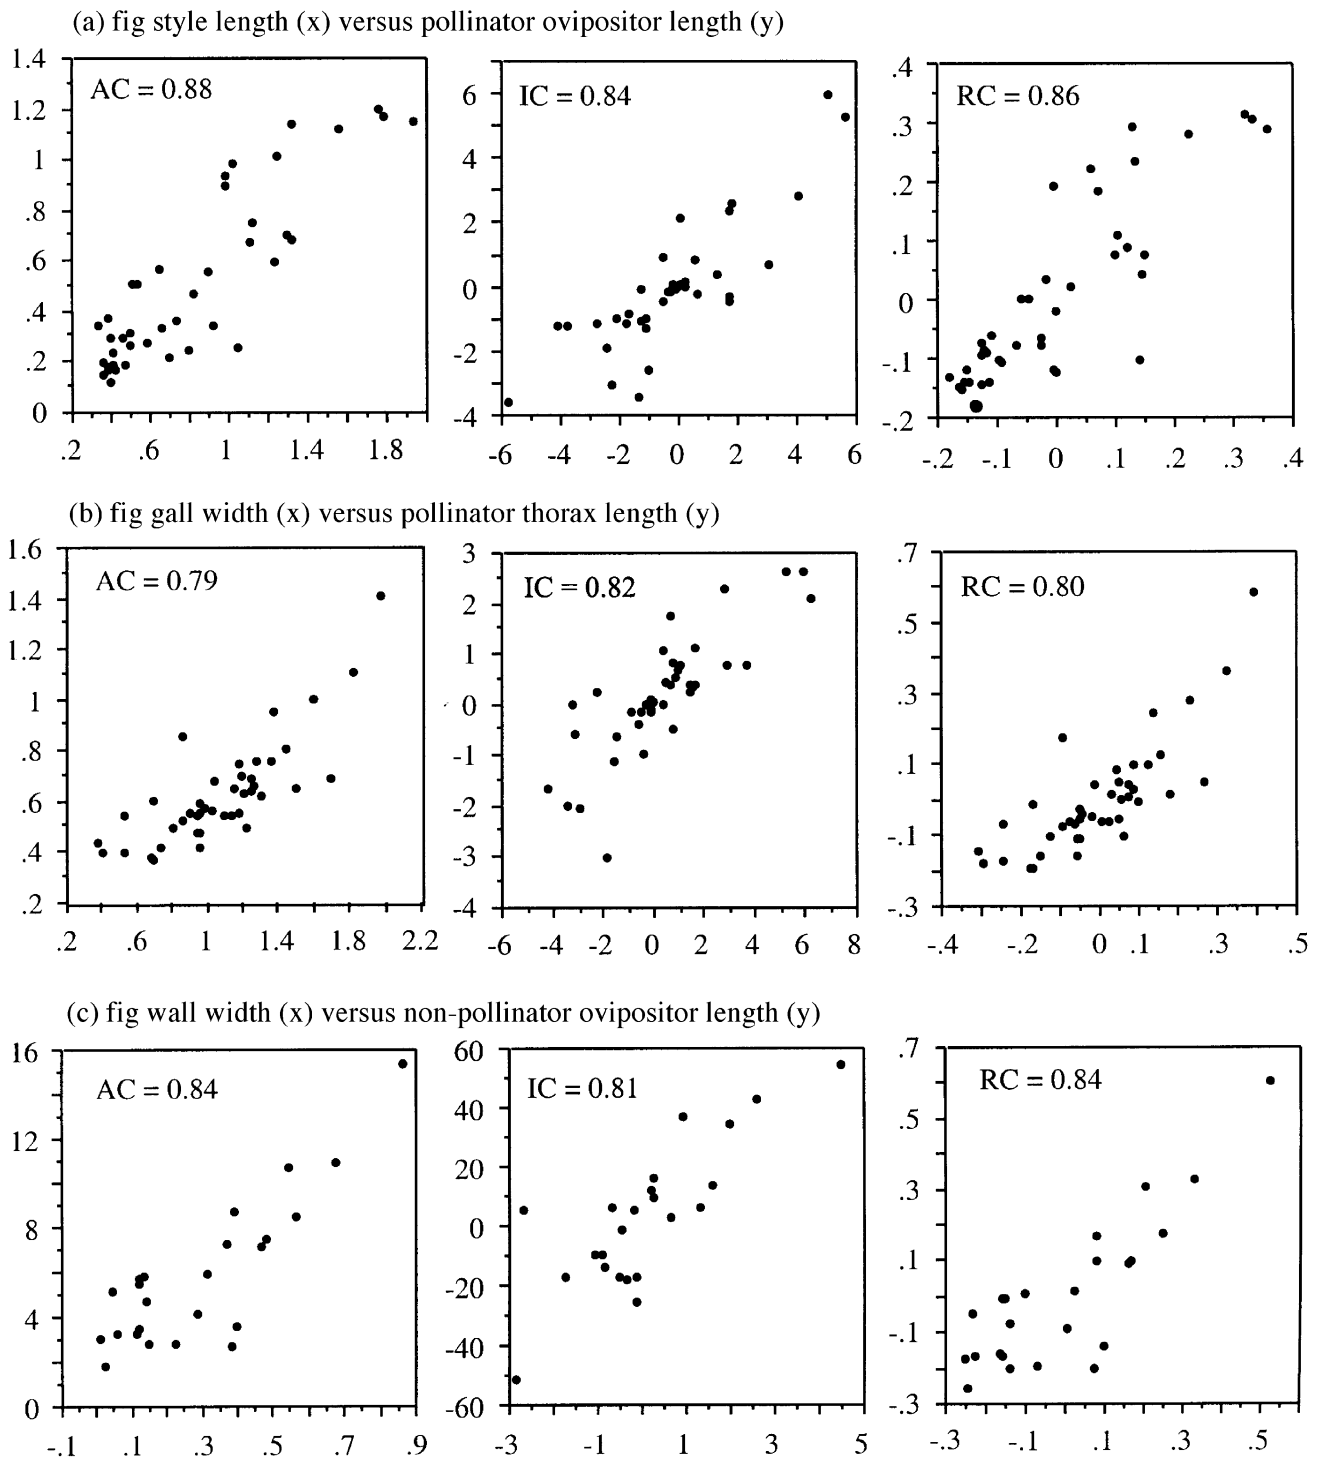 (a) fig style length (x) versus pollinator ovipositor length (y)
AC = 0.88
1.4
1.2
1
.8
.6
.4
.2
0
.2 .6 1 1.4 1.8
IC = 0.84
6
4
2
0
-2
-4
-6 -4 -2 0 2 4 6
RC = 0.86
.4
.3
.2
.1
0
-.1
-.2
-.2 -.1 0 .1 .2 .3 .4
(b) fig gall width (x) versus pollinator thorax length (y)
AC = 0.79
1.6
1.4
1.2
1
.8
.6
.4
.2
.2 .6 1 1.4 1.8 2.2
IC = 0.82
3
2
1
0
-1
-2
-3
-4
-6 -4 -2 0 2 4 6 8
RC = 0.80
.7
.5
.3
.1
-.1
-.3
-.4 -.2 0 .1 .3 .5
(c) fig wall width (x) versus non-pollinator ovipositor length (y)
AC = 0.84
16
12
8
4
0
-.1 .1 .3 .5 .7 .9
IC = 0.81
60
40
20
0
-20
-40
-60
-3 -1 1 3 5
RC = 0.84
.7
.5
.3
.1
-.1
-.3
-.3 -.1 .1 .3 .5